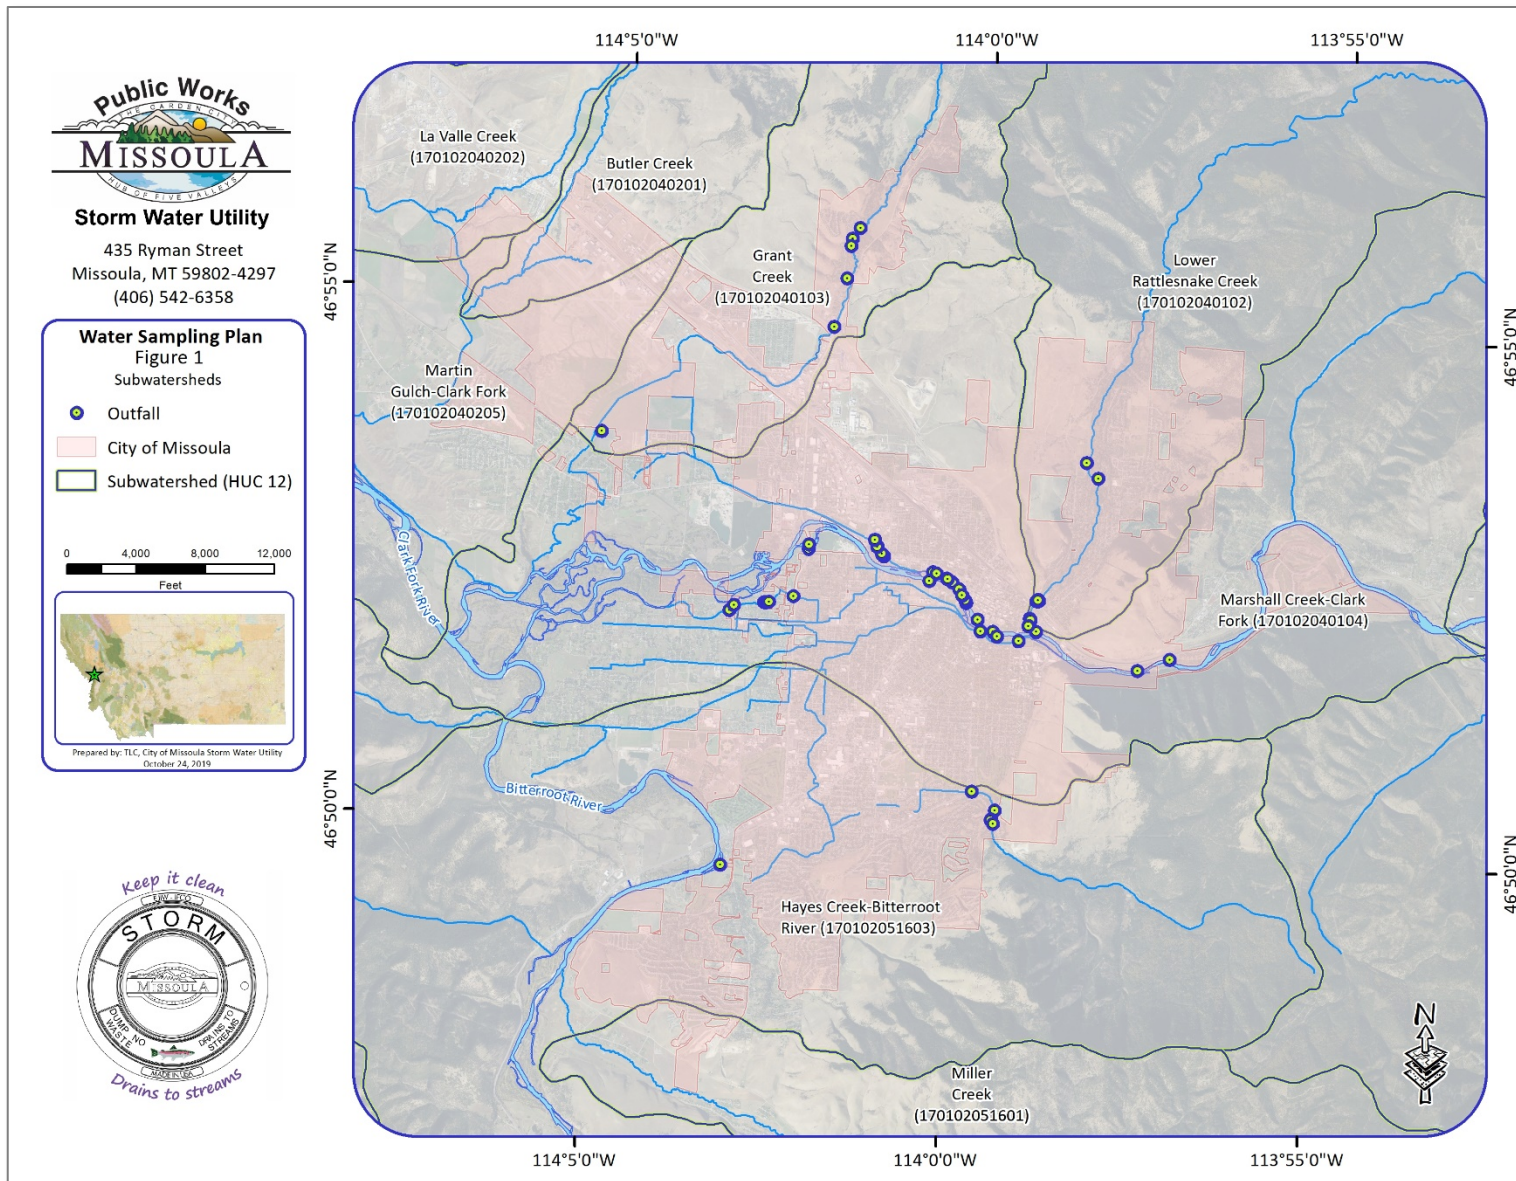 Public Works
THE GARDEN CITY
MISSOULA
HUB OF FIVE VALLEYS
Storm Water Utility
435 Ryman Street
Missoula, MT 59802-4297
(406) 542-6358
Water Sampling Plan
Figure 1
Subwatersheds
Outfall
City of Missoula
Subwatershed (HUC 12)
0 4,000 8,000 12,000
Feet
Prepared by: TLC, City of Missoula Storm Water Utility
October 24, 2019
Keep it clean
STORM
MISSOULA
DUMP NO
WASTE
DRAINS TO
STREAMS
MADE IN USA
Drains to streams
114°5'0"W
114°0'0"W
113°55'0"W
46°55'0"N
46°50'0"N
46°55'0"N
46°50'0"N
114°5'0"W
114°0'0"W
113°55'0"W
La Valle Creek
(170102040202)
Butler Creek
(170102040201)
Grant
Creek
(170102040103)
Lower
Rattlesnake Creek
(170102040102)
Martin
Gulch-Clark Fork
(170102040205)
Clark Fork River
Marshall Creek-Clark
Fork (170102040104)
Bitterroot River
Hayes Creek-Bitterroot
River (170102051603)
Miller
Creek
(170102051601)
N